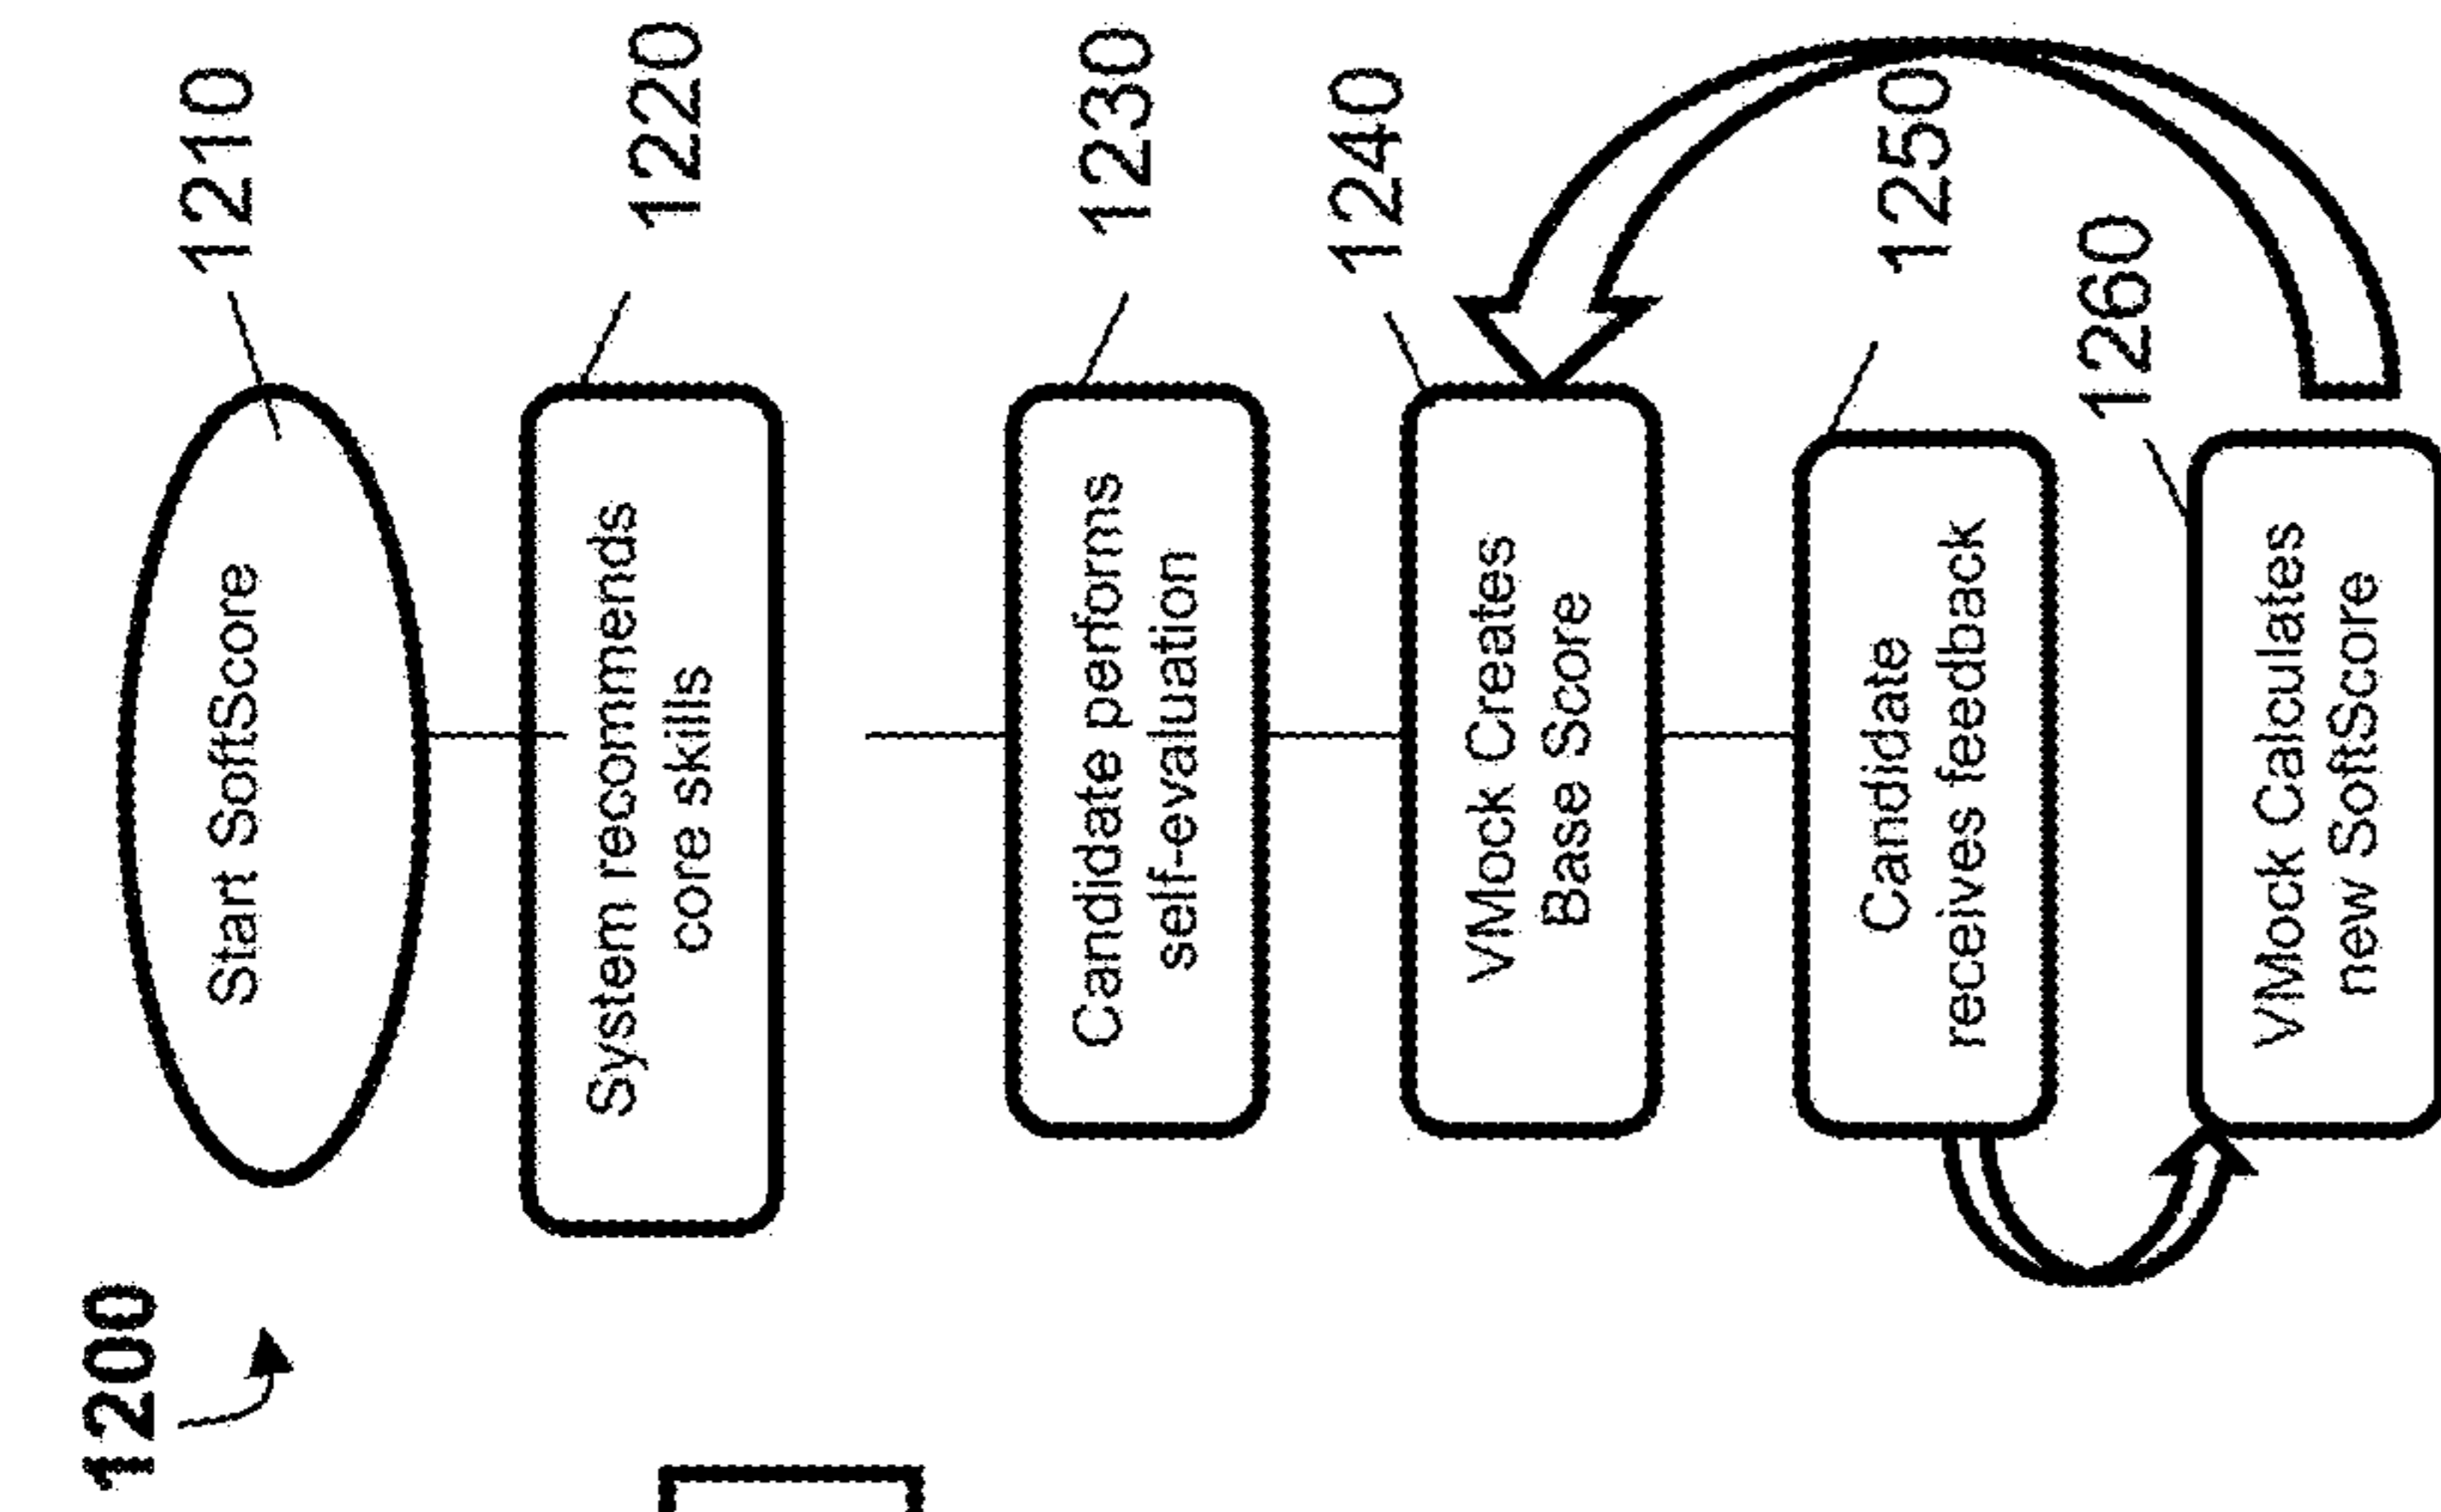 1200
Start SoftScore
1210
System recommends
core skills
1220
Candidate performs
self-evaluation
1230
VMock Creates
Base Score
1240
Candidate
receives feedback
1250
VMock Calculates
new SoftScore
1260